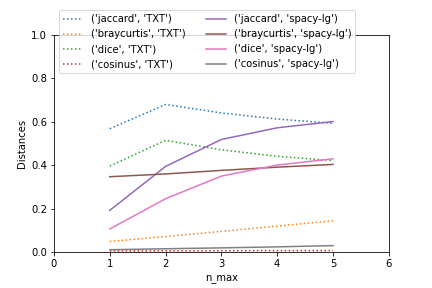 ('jaccard', 'TXT') ('jaccard', 'spacy-lg')
('braycurtis', 'TXT') ('braycurtis', 'spacy-lg')
('dice', 'TXT') ('dice', 'spacy-lg')
('cosinus', 'TXT') ('cosinus', 'spacy-lg')
1.0
0.8
0.6
0.4
0.2
0.0
Distances
0 1 2 3 4 5 6
n_max